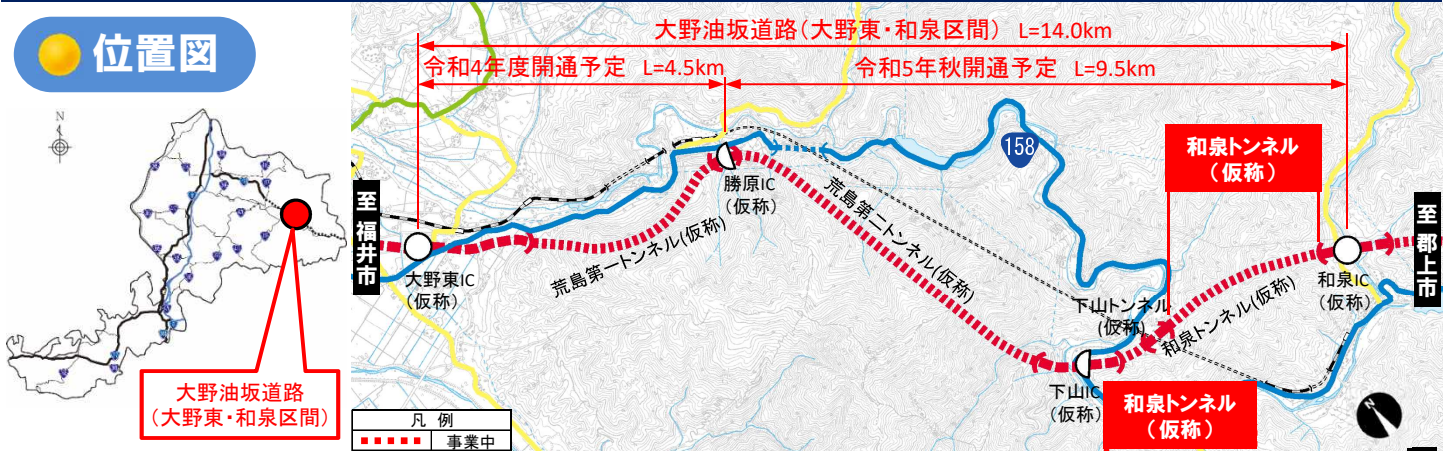 位置図
N
大野油坂道路
（大野東・和泉区間）
大野油坂道路（大野東・和泉区間） L=14.0km
令和4年度開通予定 L=4.5km
令和5年秋開通予定 L=9.5km
158
和泉トンネル
（仮称）
至福井市
至郡上市
勝原IC
（仮称）
大野東IC
（仮称）
荒島第一トンネル(仮称)
荒島第二トンネル(仮称)
下山トンネル
(仮称)
和泉トンネル(仮称)
和泉IC
（仮称）
下山IC
（仮称）
和泉トンネル
（仮称）
凡 例
事業中
N